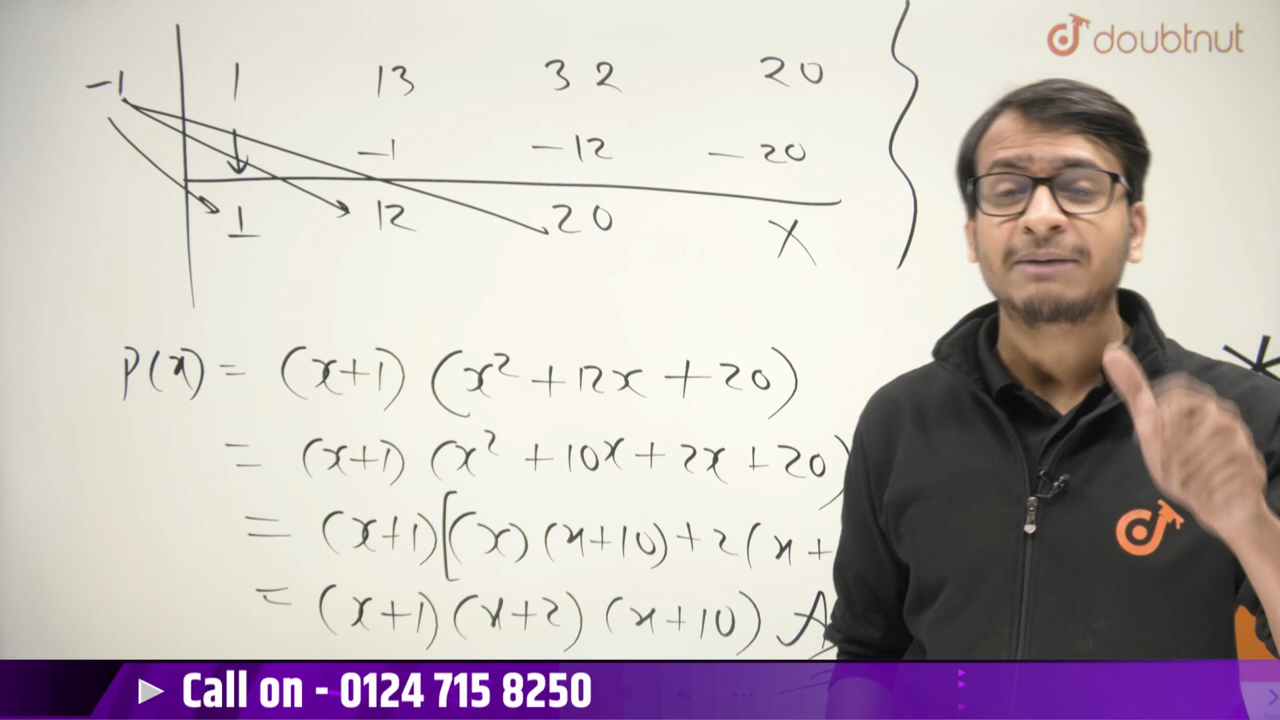 doubtnut
-1 1 13 32 20
-1 -12 -20
1 12 20 X
P(x) = (x+1) (x² + 12x + 20)
= (x+1) (x² + 10x + 2x + 20)
= (x+1) [(x) (x+10) + 2 (x +
= (x+1) (x+2) (x+10) A
Call on - 0124 715 8250